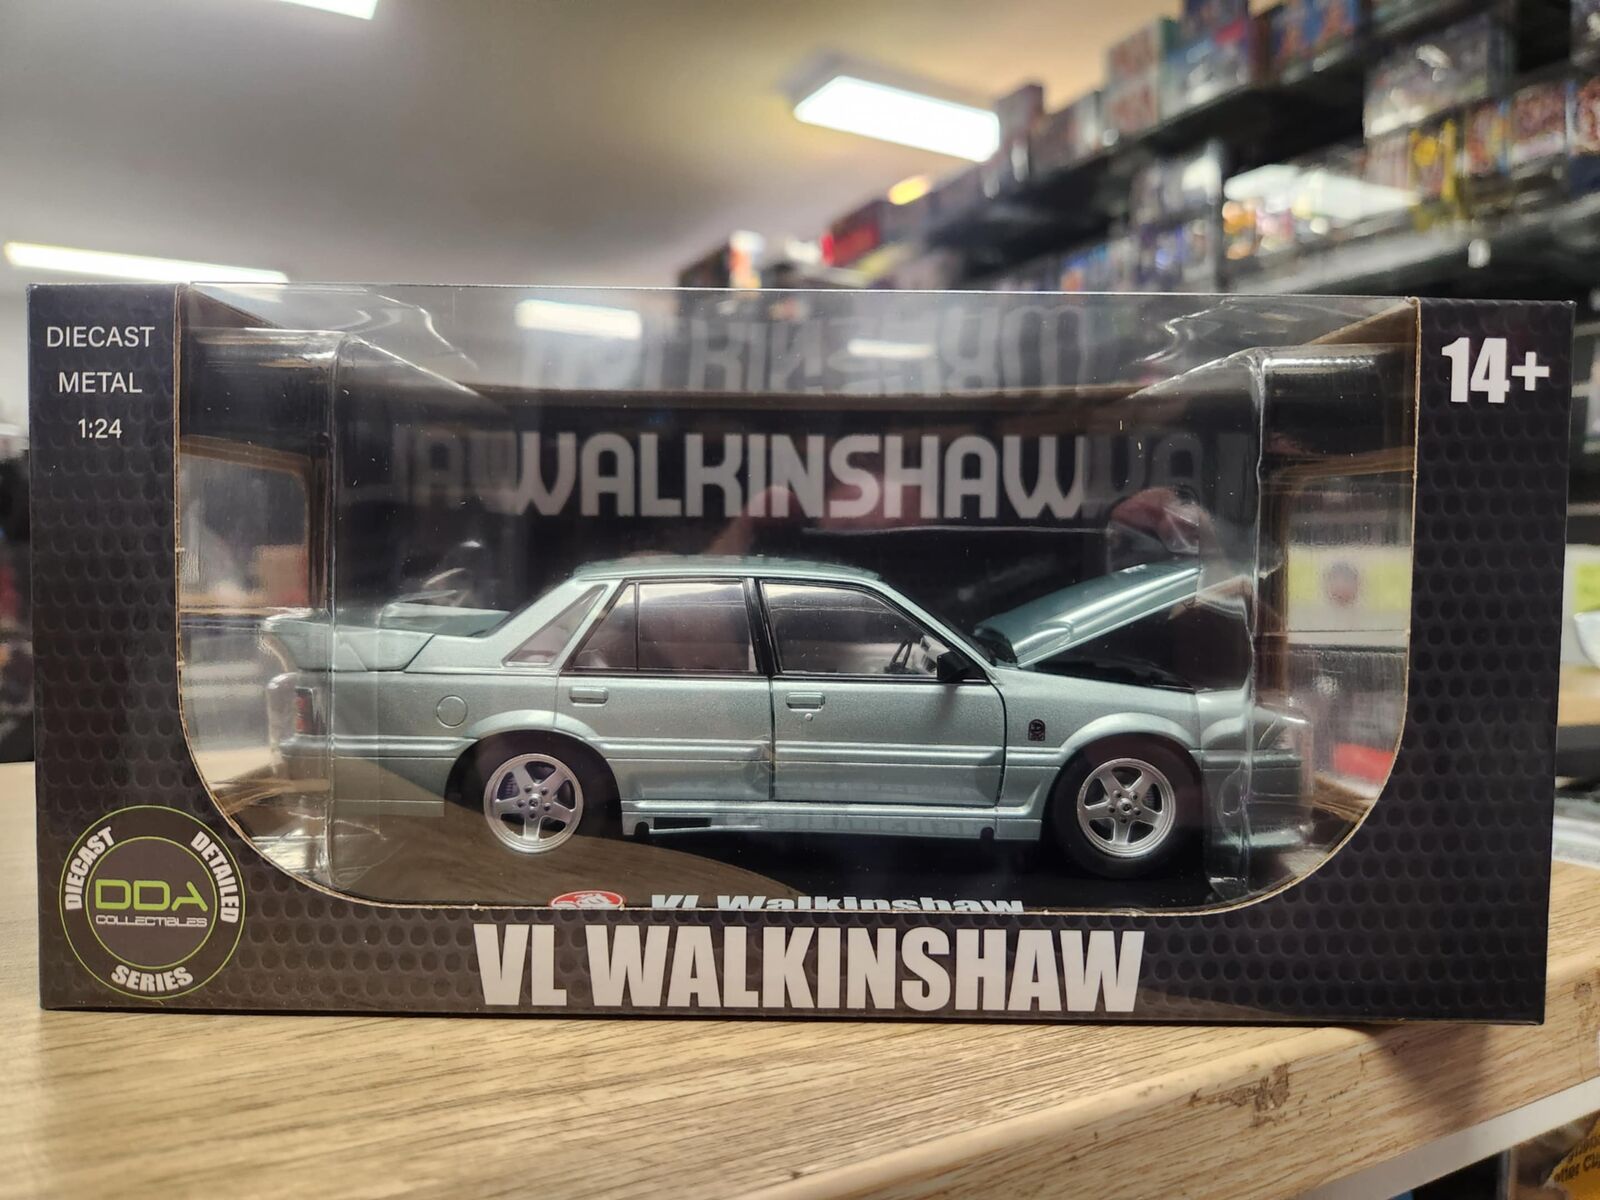 DIECAST
METAL
1:24
14+
WALKINSHAW
VL Walkinshaw
DIECAST
DETAILED
DDA
COLLECTIBLES
SERIES
VL WALKINSHAW